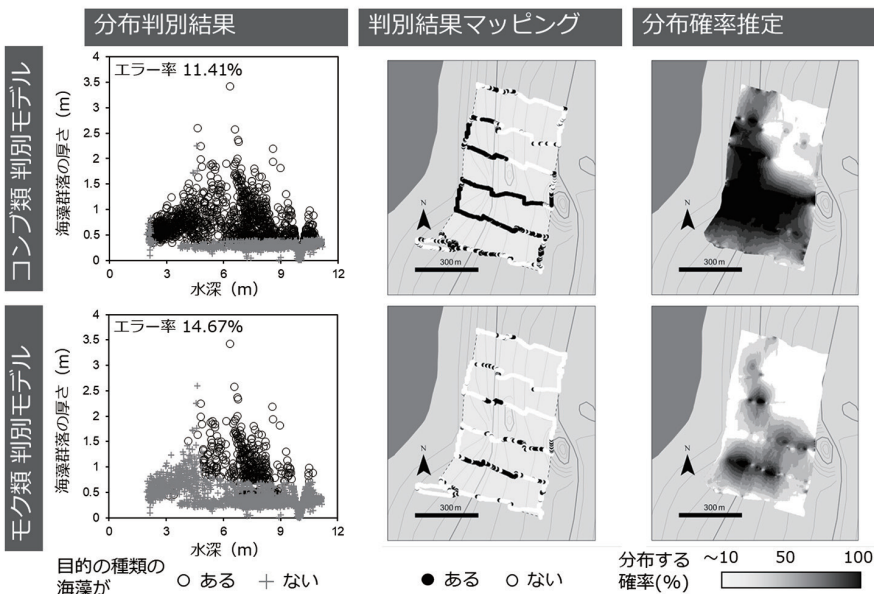 分布判別結果
判別結果マッピング
分布確率推定
コンブ類 判別モデル
海藻群落の厚さ（m）
4
3.5
3
2.5
2
1.5
1
0.5
0
エラー率 11.41%
0 3 6 9 12
水深（m）
N
300 m
N
300 m
モク類 判別モデル
海藻群落の厚さ（m）
4
3.5
3
2.5
2
1.5
1
0.5
0
エラー率 14.67%
0 3 6 9 12
水深（m）
N
300 m
N
300 m
目的の種類の
海藻が
ある ない
ある ない
分布する
確率(%)
～10 50 100